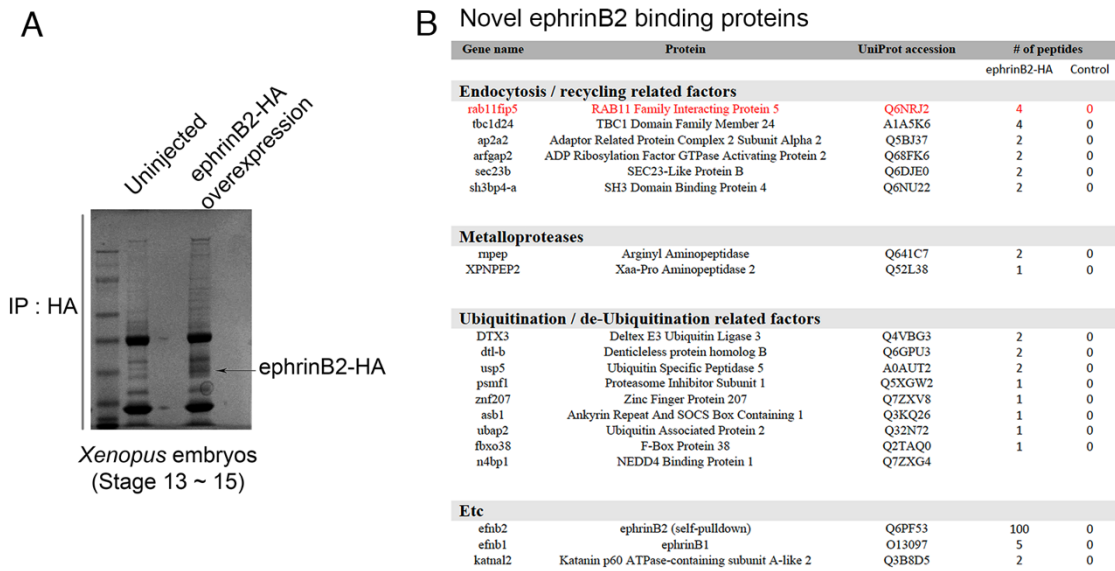 A
Uninjected
ephrinB2-HA
overexpression
IP : HA
ephrinB2-HA
Xenopus embryos
(Stage 13 ~ 15)
B Novel ephrinB2 binding proteins
Gene name Protein UniProt accession # of peptides
ephrinB2-HA Control
Endocytosis / recycling related factors
rab11fip5 RAB11 Family Interacting Protein 5 Q6NRJ2 4 0
tbc1d24 TBC1 Domain Family Member 24 A1A5K6 4 0
ap2a2 Adaptor Related Protein Complex 2 Subunit Alpha 2 Q5BJ37 2 0
arfgap2 ADP Ribosylation Factor GTPase Activating Protein 2 Q68FK6 2 0
sec23b SEC23-Like Protein B Q6DJE0 2 0
sh3bp4-a SH3 Domain Binding Protein 4 Q6NU22 2 0
Metalloproteases
rnpep Arginyl Aminopeptidase Q641C7 2 0
XPNPEP2 Xaa-Pro Aminopeptidase 2 Q52L38 1 0
Ubiquitination / de-Ubiquitination related factors
DTX3 Deltex E3 Ubiquitin Ligase 3 Q4VBG3 2 0
dtl-b Denticleless protein homolog B Q6GPU3 2 0
usp5 Ubiquitin Specific Peptidase 5 A0AUT2 2 0
psmf1 Proteasome Inhibitor Subunit 1 Q5XGW2 1 0
znf207 Zinc Finger Protein 207 Q7ZXV8 1 0
asb1 Ankyrin Repeat And SOCS Box Containing 1 Q3KQ26 1 0
ubap2 Ubiquitin Associated Protein 2 Q32N72 1 0
fbxo38 F-Box Protein 38 Q2TAQ0 1 0
n4bp1 NEDD4 Binding Protein 1 Q7ZXG4
Etc
efnb2 ephrinB2 (self-pulldown) Q6PF53 100 0
efnb1 ephrinB1 O13097 5 0
katnal2 Katanin p60 ATPase-containing subunit A-like 2 Q3B8D5 2 0